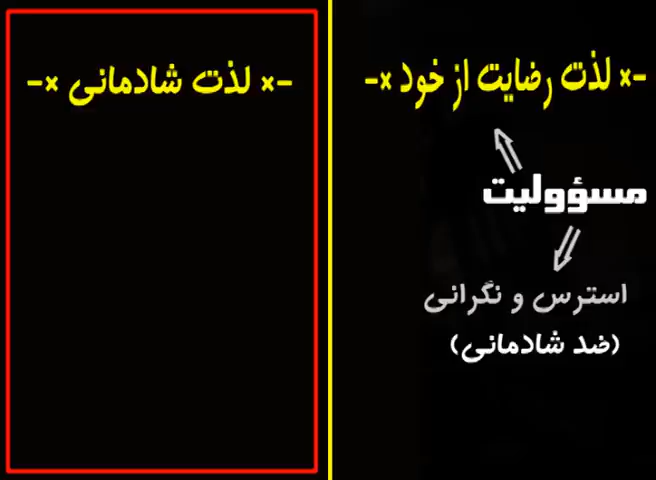 -× لذت رضایت از خود ×-
مسؤولیت
استرس و نگرانی
(ضد شادمانی)
-× لذت شادمانی ×-